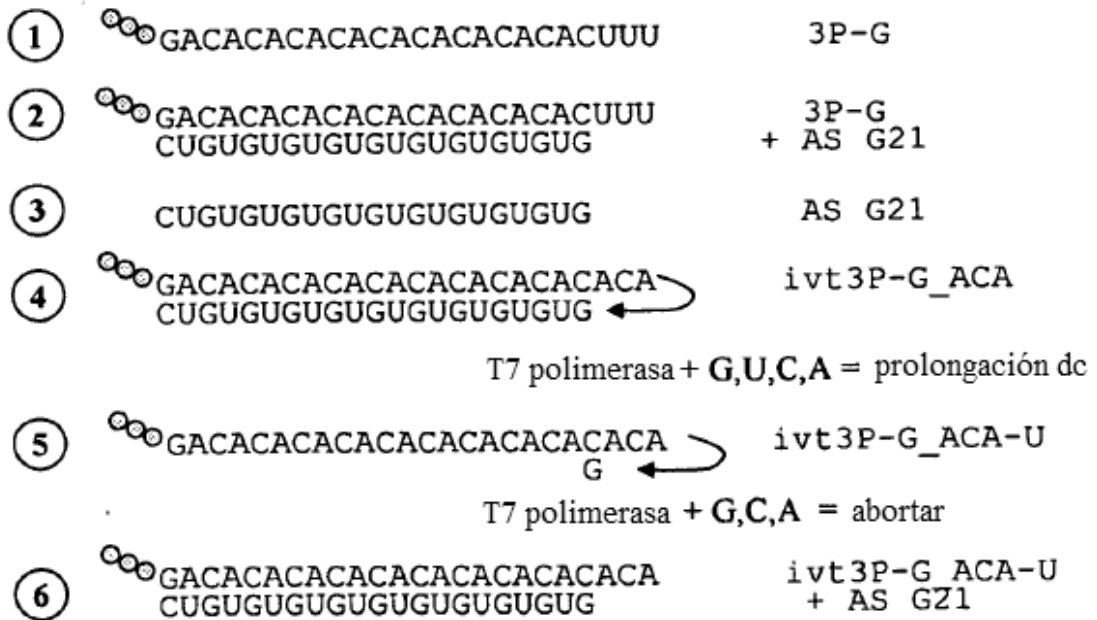 1 GACACACACACACACACACACUUU 3P-G
2 GACACACACACACACACACACUUU 3P-G
CUGUGUGUGUGUGUGUGUGUG + AS G21
3 CUGUGUGUGUGUGUGUGUGUG AS G21
4 GACACACACACACACACACACACA ivt3P-G_ACA
CUGUGUGUGUGUGUGUGUGUG
T7 polimerasa + G,U,C,A = prolongación dc
5 GACACACACACACACACACACACA ivt3P-G_ACA-U
G
T7 polimerasa + G,C,A = abortar
6 GACACACACACACACACACACACA ivt3P-G_ACA-U
CUGUGUGUGUGUGUGUGUGUG + AS G21